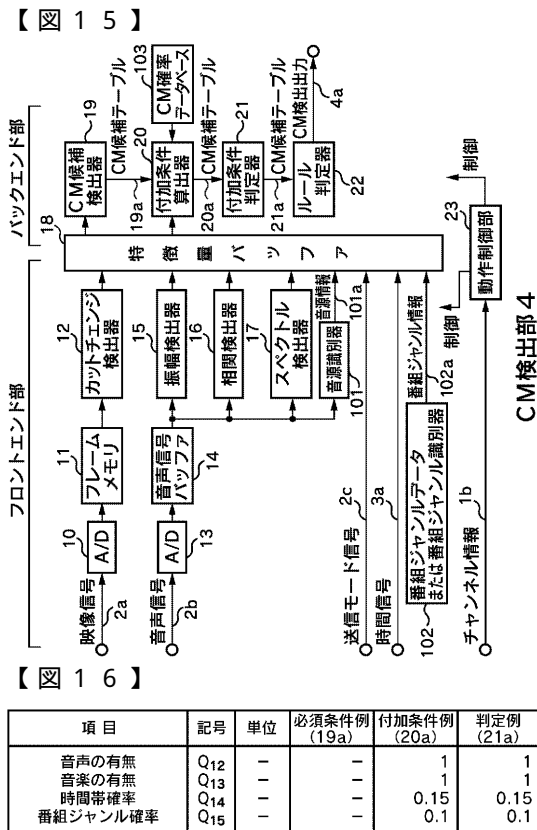 【図15】
フロントエンド部
バックエンド部
映像信号
2a
A/D
10
フレーム
メモリ
11
カットチェンジ
検出器
12
音声信号
2b
A/D
13
音声信号
バッファ
14
振幅検出器
15
相関検出器
16
スペクトル
検出器
17
音源識別器
101
音源情報
101a
特徴量バッファ
18
CM候補
検出器
19
CM候補テーブル
19a
付加条件
算出器
20
CM確率
データベース
103
CM候補テーブル
20a
付加条件
判定器
21
CM候補テーブル
21a
ルール
判定器
22
CM検出出力
4a
送信モード信号
2c
時間信号
3a
番組ジャンルデータ
または番組ジャンル識別器
102
番組ジャンル情報
102a
チャンネル情報
1b
動作制御部
23
制御
制御
CM検出部4
【図16】
項目 記号 単位 必須条件例(19a) 付加条件例(20a) 判定例(21a)
音声の有無 Q12 − − 1 1
音楽の有無 Q13 − − 1 1
時間帯確率 Q14 − − 0.15 0.15
番組ジャンル確率 Q15 − − 0.1 0.1